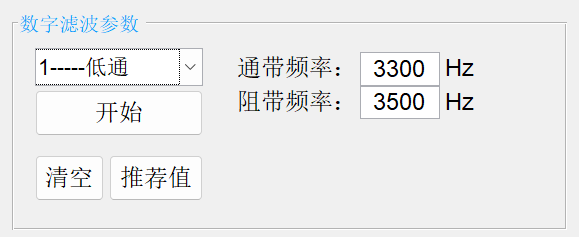 数字滤波参数
1-----低通
通带频率： 3300 Hz
阻带频率： 3500 Hz
开始
清空 推荐值